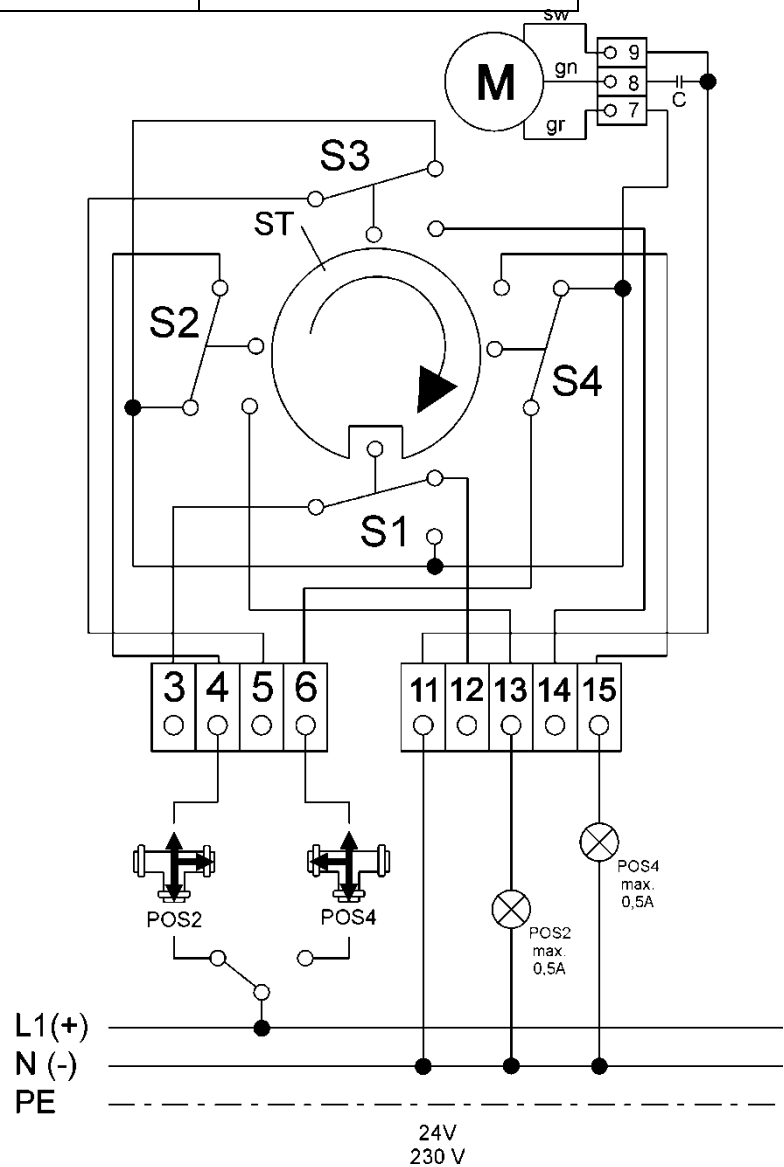 sw
M
9
gn
8
C
gr
7
S3
ST
S2
S4
S1
3 4 5 6
11 12 13 14 15
POS2
POS4
POS4
max.
0,5A
POS2
max.
0,5A
L1(+)
N (-)
PE
24V
230 V